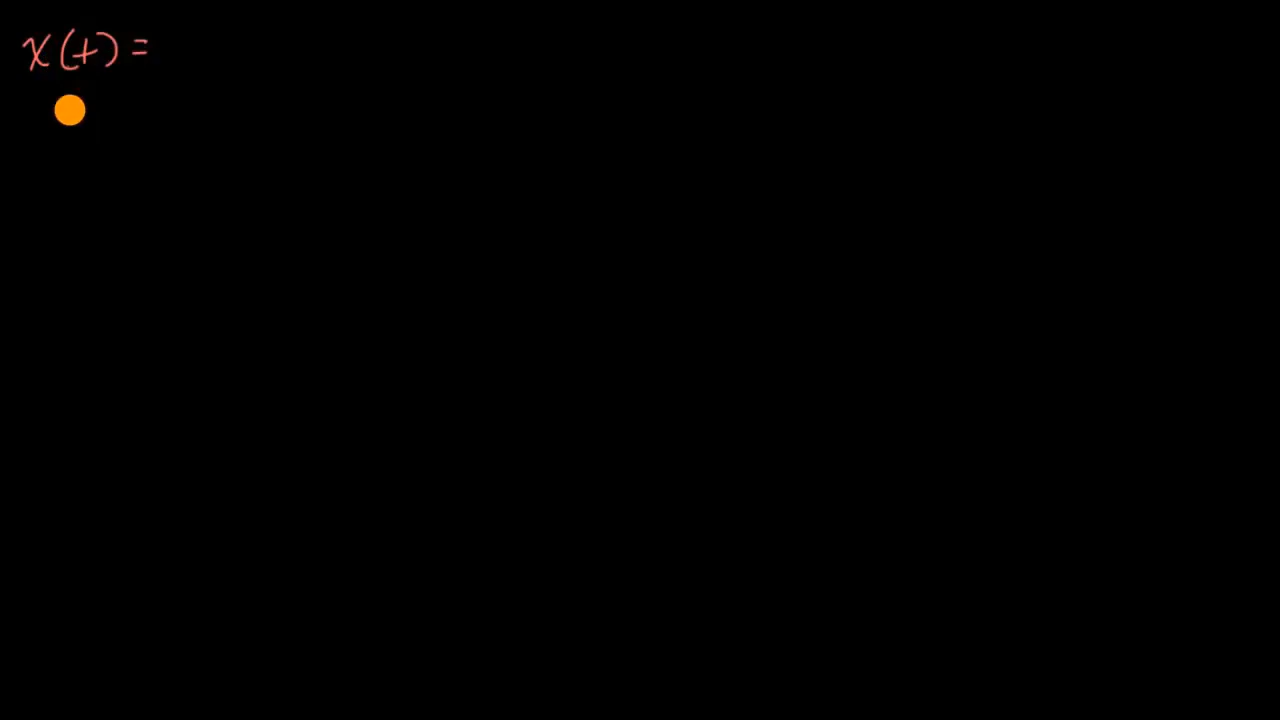 x(t) =